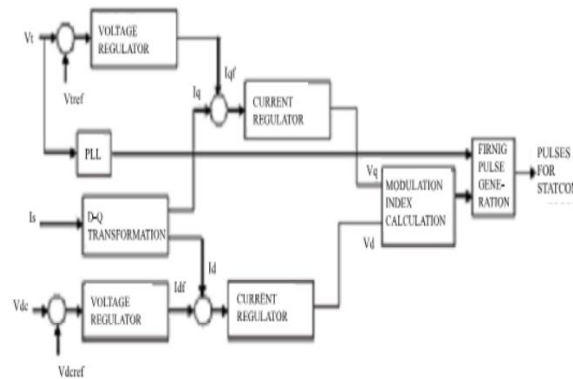 Vt
VOLTAGE
REGULATOR
Vtref
Iqf
Iq
CURRENT
REGULATOR
PLL
FIRNIG
PULSE
GENE-
RATION
PULSES
FOR
STATCON
Vq
MODULATION
INDEX
CALCULATION
Vd
Is
D-Q
TRANSFORMATION
Id
Vdc
VOLTAGE
REGULATOR
Idf
CURRENT
REGULATOR
Vdcref